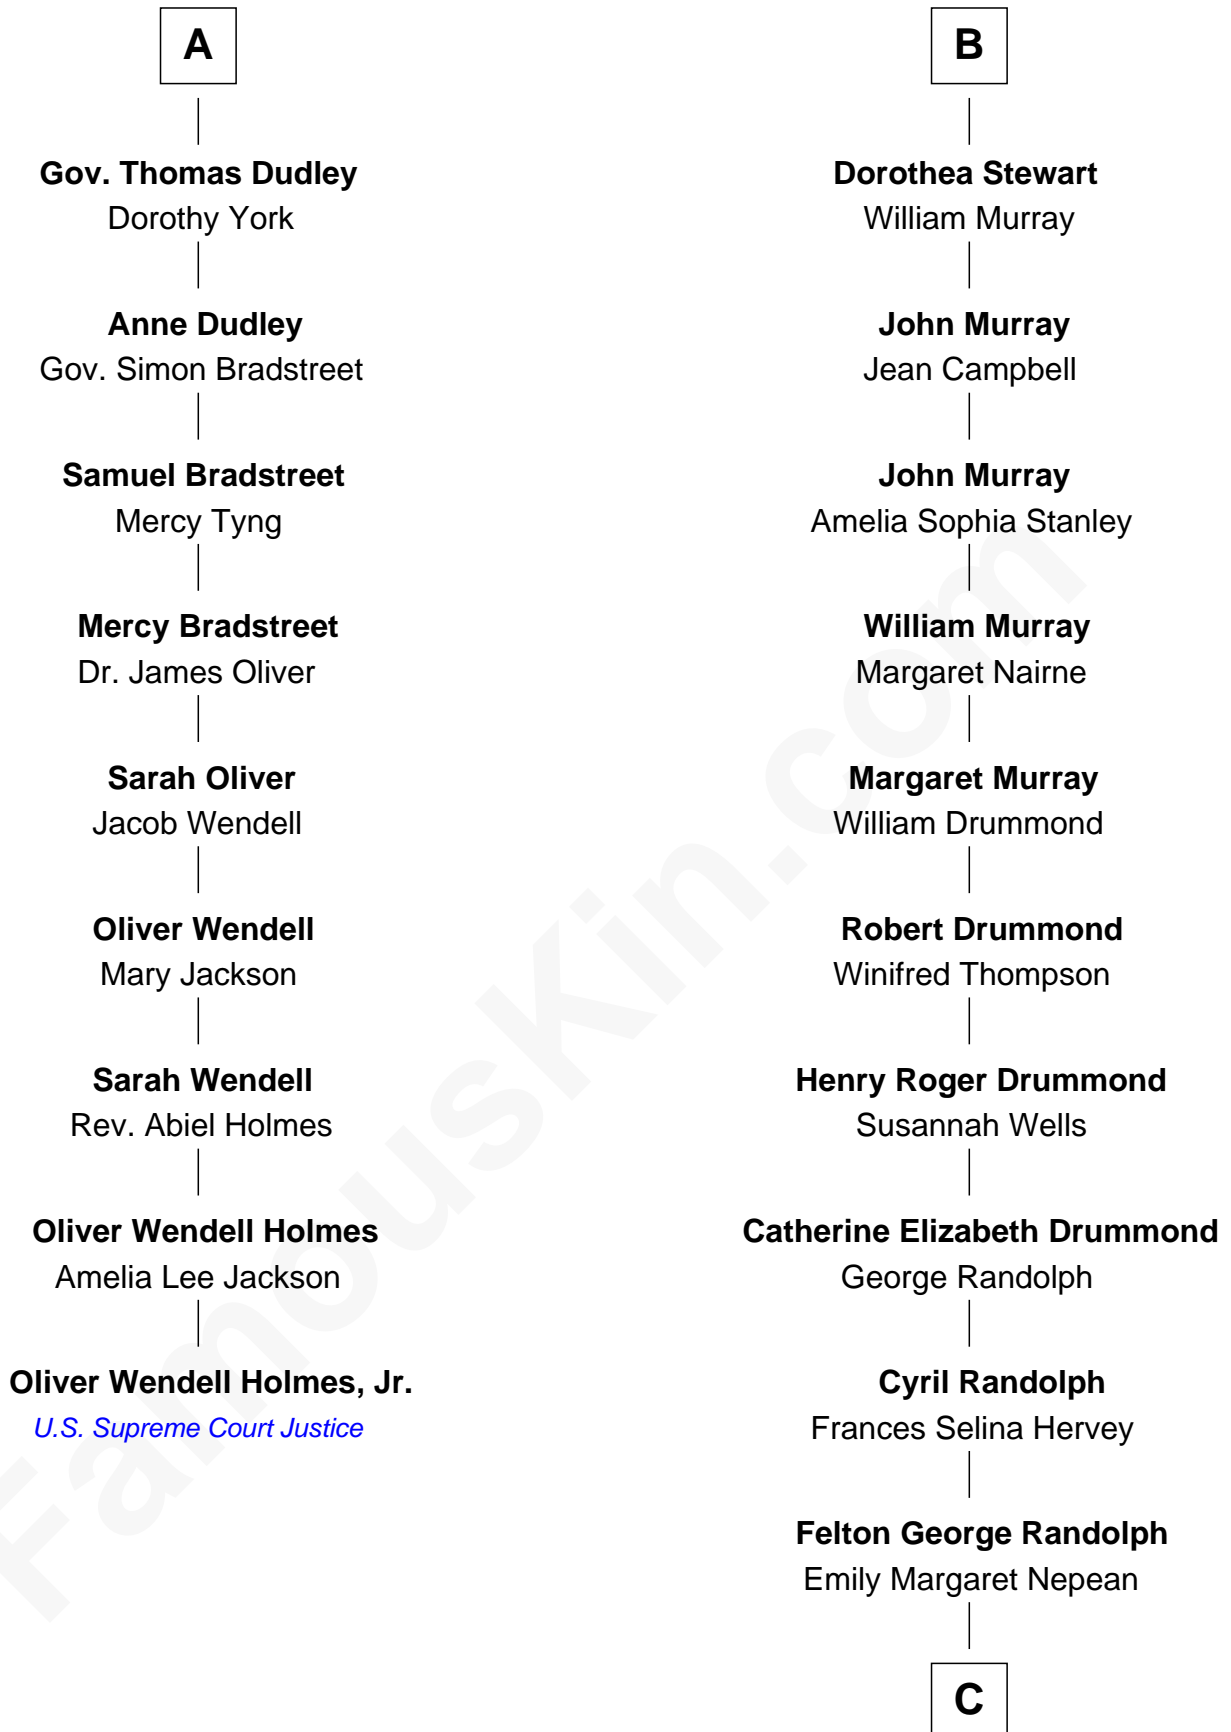 A
Gov. Thomas Dudley
Dorothy York
Anne Dudley
Gov. Simon Bradstreet
Samuel Bradstreet
Mercy Tyng
Mercy Bradstreet
Dr. James Oliver
Sarah Oliver
Jacob Wendell
Oliver Wendell
Mary Jackson
Sarah Wendell
Rev. Abiel Holmes
Oliver Wendell Holmes
Amelia Lee Jackson
Oliver Wendell Holmes, Jr.
U.S. Supreme Court Justice
B
Dorothea Stewart
William Murray
John Murray
Jean Campbell
John Murray
Amelia Sophia Stanley
William Murray
Margaret Nairne
Margaret Murray
William Drummond
Robert Drummond
Winifred Thompson
Henry Roger Drummond
Susannah Wells
Catherine Elizabeth Drummond
George Randolph
Cyril Randolph
Frances Selina Hervey
Felton George Randolph
Emily Margaret Nepean
C
FamousKin.com